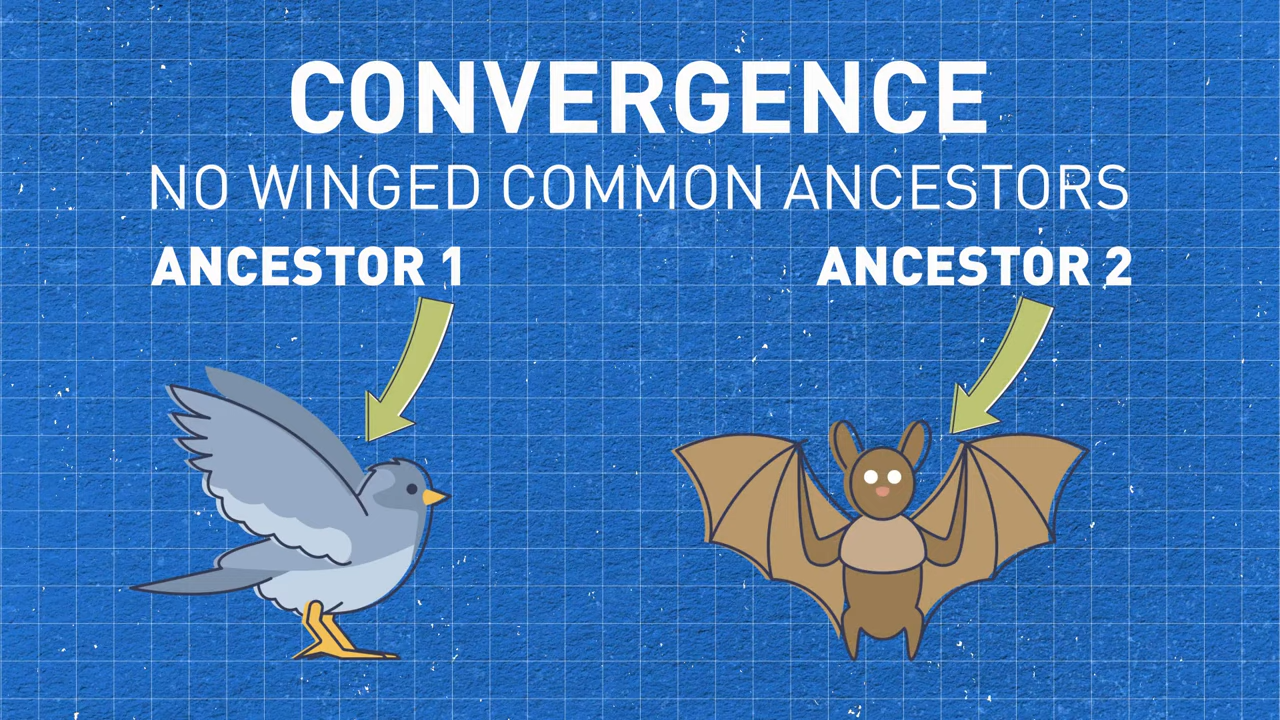 CONVERGENCE
NO WINGED COMMON ANCESTORS
ANCESTOR 1
ANCESTOR 2